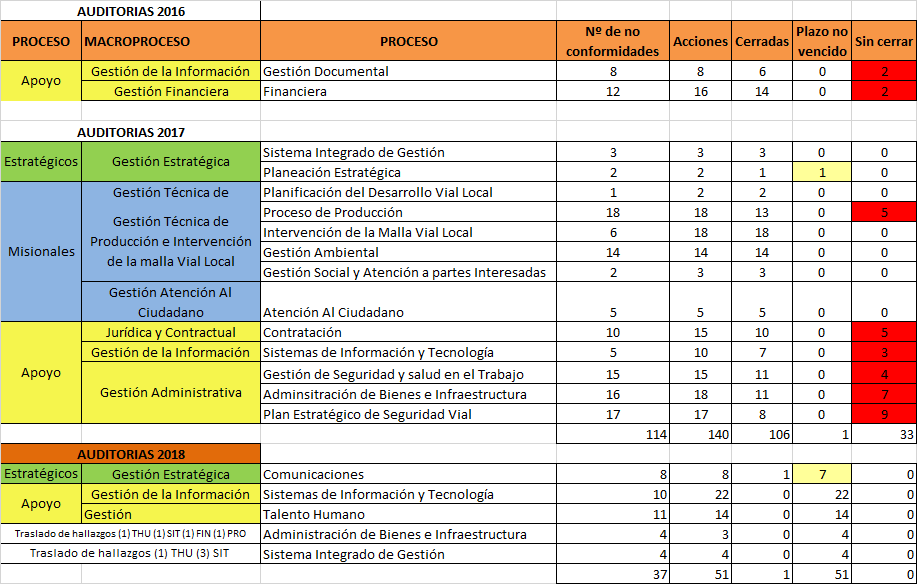 AUDITORIAS 2016
PROCESO MACROPROCESO PROCESO Nº de no conformidades Acciones Cerradas Plazo no vencido Sin cerrar
Apoyo Gestión de la Información Gestión Documental 8 8 6 0 2
Gestión Financiera Financiera 12 16 14 0 2
AUDITORIAS 2017
Estratégicos Gestión Estratégica Sistema Integrado de Gestión 3 3 3 0 0
Planeación Estratégica 2 2 1 1 0
Misionales Gestión Técnica de Planificación del Desarrollo Vial Local 1 2 2 0 0
Gestión Técnica de Producción e Intervención de la malla Vial Local Proceso de Producción 18 18 13 0 5
Intervención de la Malla Vial Local 6 18 18 0 0
Gestión Ambiental 14 14 14 0 0
Gestión Social y Atención a partes Interesadas 2 3 3 0 0
Gestión Atención Al Ciudadano Atención Al Ciudadano 5 5 5 0 0
Apoyo Jurídica y Contractual Contratación 10 15 10 0 5
Gestión de la Información Sistemas de Información y Tecnología 5 10 7 0 3
Gestión Administrativa Gestión de Seguridad y salud en el Trabajo 15 15 11 0 4
Adminsitración de Bienes e Infraestructura 16 18 11 0 7
Plan Estratégico de Seguridad Vial 17 17 8 0 9
114 140 106 1 33
AUDITORIAS 2018
Estratégicos Gestión Estratégica Comunicaciones 8 8 1 7 0
Apoyo Gestión de la Información Sistemas de Información y Tecnología 10 22 0 22 0
Gestión Talento Humano 11 14 0 14 0
Traslado de hallazgos (1) THU (1) SIT (1) FIN (1) PRO Administración de Bienes e Infraestructura 4 3 0 4 0
Traslado de hallazgos (1) THU (3) SIT Sistema Integrado de Gestión 4 4 0 4 0
37 51 1 51 0